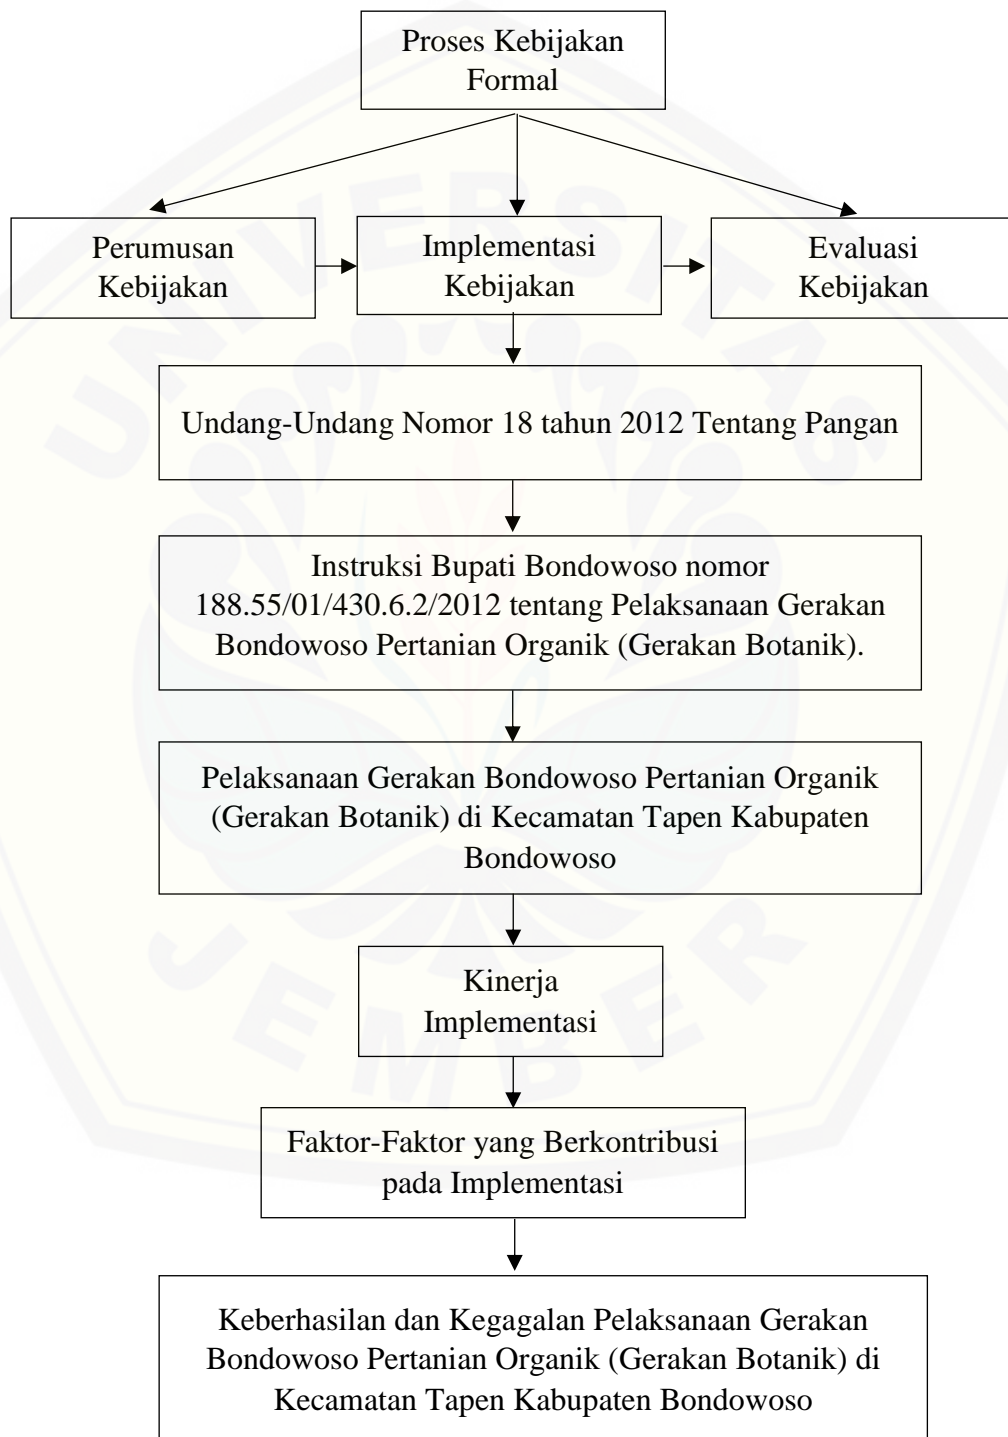 Proses Kebijakan
Formal
Perumusan
Kebijakan
Implementasi
Kebijakan
Evaluasi
Kebijakan
Undang-Undang Nomor 18 tahun 2012 Tentang Pangan
Instruksi Bupati Bondowoso nomor
188.55/01/430.6.2/2012 tentang Pelaksanaan Gerakan
Bondowoso Pertanian Organik (Gerakan Botanik).
Pelaksanaan Gerakan Bondowoso Pertanian Organik
(Gerakan Botanik) di Kecamatan Tapen Kabupaten
Bondowoso
Kinerja
Implementasi
Faktor-Faktor yang Berkontribusi
pada Implementasi
Keberhasilan dan Kegagalan Pelaksanaan Gerakan
Bondowoso Pertanian Organik (Gerakan Botanik) di
Kecamatan Tapen Kabupaten Bondowoso
UNIVERSITAS
JEMBER